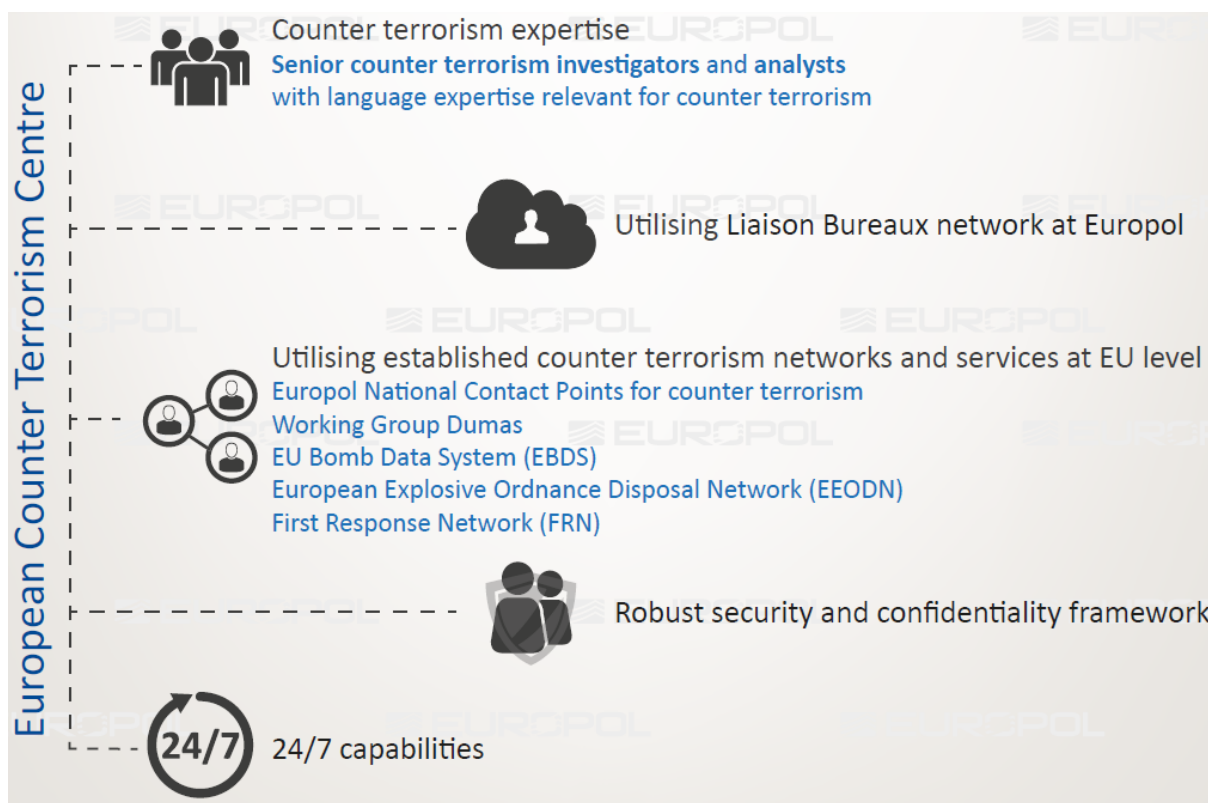 European Counter Terrorism Centre
Counter terrorism expertise
Senior counter terrorism investigators and analysts
with language expertise relevant for counter terrorism
Utilising Liaison Bureaux network at Europol
Utilising established counter terrorism networks and services at EU level
Europol National Contact Points for counter terrorism
Working Group Dumas
EU Bomb Data System (EBDS)
European Explosive Ordnance Disposal Network (EEODN)
First Response Network (FRN)
Robust security and confidentiality framework
24/7
24/7 capabilities
EUROPOL